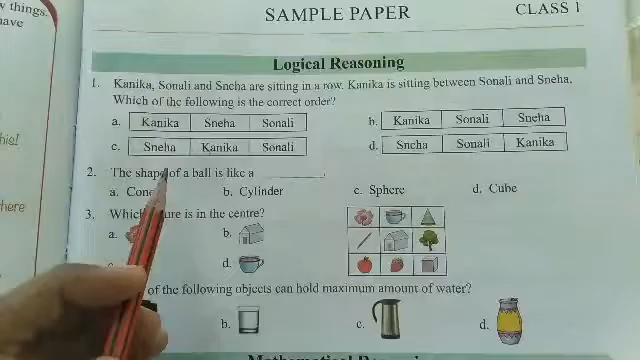 w things.
have
SAMPLE PAPER CLASS 1
Logical Reasoning
1. Kanika, Sonali and Sneha are sitting in a row. Kanika is sitting between Sonali and Sneha.
Which of the following is the correct order?
a. Kanika Sneha Sonali b. Kanika Sonali Sneha
c. Sneha Kanika Sonali d. Sneha Sonali Kanika
his!
2. The shape of a ball is like a ________.
a. Cone b. Cylinder c. Sphere d. Cube
here
3. Which ure is in the centre?
a. b.
d.
of the following objects can hold maximum amount of water?
b. c. d.